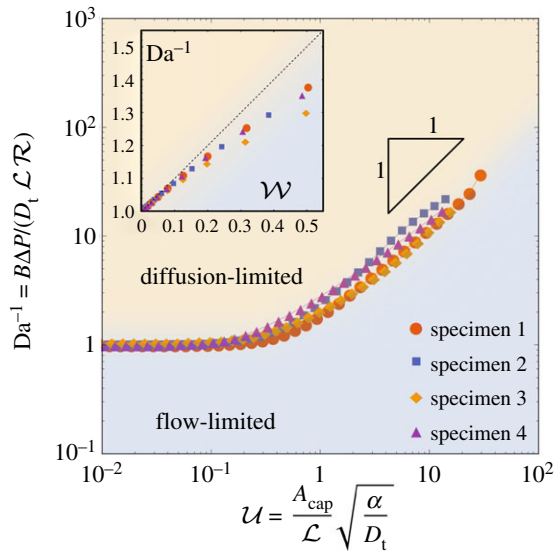 10³
10²
10
1
10⁻¹
10⁻²
10⁻¹
1
10
10²
Da⁻¹ = BΔP/(Dₜ ℒ ℛ)
𝒰 = A_cap/ℒ √(α/Dₜ)
Da⁻¹
1.5
1.4
1.3
1.2
1.1
1.0
0
0.1
0.2
0.3
0.4
0.5
𝒲
1
1
diffusion-limited
flow-limited
specimen 1
specimen 2
specimen 3
specimen 4